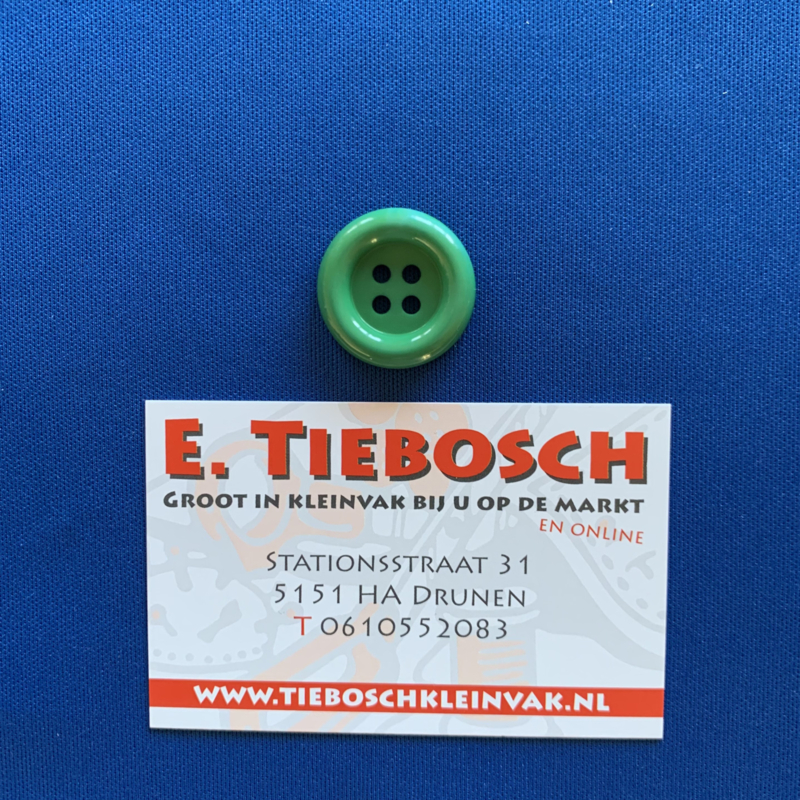 E. TIEBOSCH
GROOT IN KLEINVAK BIJ U OP DE MARKT
EN ONLINE
STATIONSSTRAAT 31
5151 HA DRUNEN
T 0610552083
WWW.TIEBOSCHKLEINVAK.NL